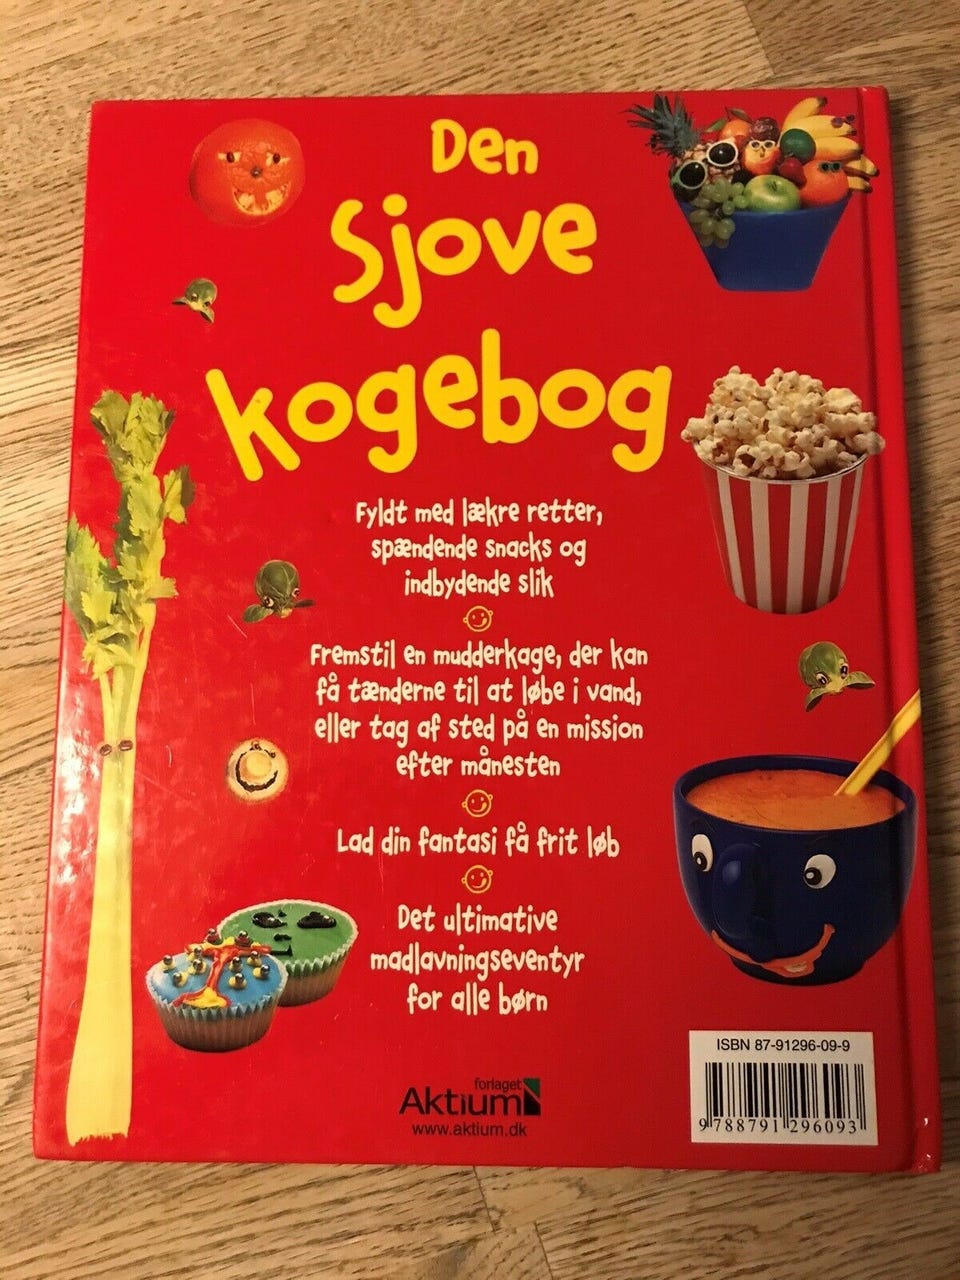 Den
Sjove
kogebog
Fyldt med lækre retter,
spændende snacks og
indbydende slik
Fremstil en mudderkage, der kan
få tænderne til at løbe i vand,
eller tag af sted på en mission
efter månesten
Lad din fantasi få frit løb
Det ultimative
madlavningseventyr
for alle børn
forlaget
Aktium
www.aktium.dk
ISBN 87-91296-09-9
9 788791 296093